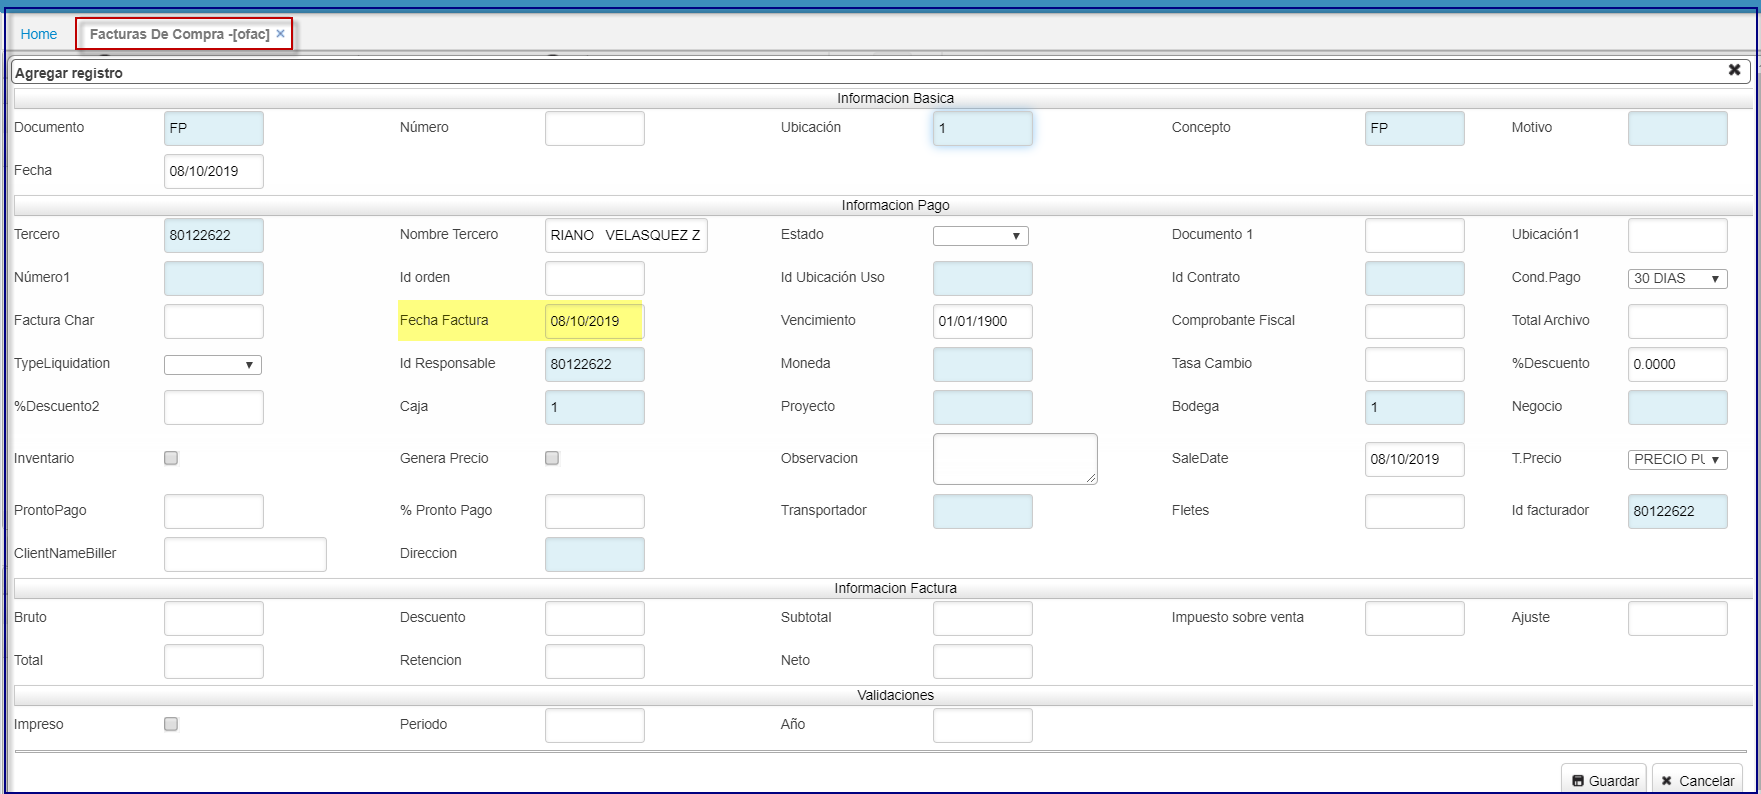 Home Facturas De Compra -[ofac] ×
Agregar registro
Informacion Basica
Documento FP Número Ubicación 1 Concepto FP Motivo
Fecha 08/10/2019
Informacion Pago
Tercero 80122622 Nombre Tercero RIANO VELASQUEZ Z Estado Documento 1 Ubicación1
Número1 Id orden Id Ubicación Uso Id Contrato Cond.Pago 30 DIAS
Factura Char Fecha Factura 08/10/2019 Vencimiento 01/01/1900 Comprobante Fiscal Total Archivo
TypeLiquidation Id Responsable 80122622 Moneda Tasa Cambio %Descuento 0.0000
%Descuento2 Caja 1 Proyecto Bodega 1 Negocio
Inventario Genera Precio Observacion SaleDate 08/10/2019 T.Precio PRECIO PU
ProntoPago % Pronto Pago Transportador Fletes Id facturador 80122622
ClientNameBiller Direccion
Informacion Factura
Bruto Descuento Subtotal Impuesto sobre venta Ajuste
Total Retencion Neto
Validaciones
Impreso Periodo Año
Guardar Cancelar